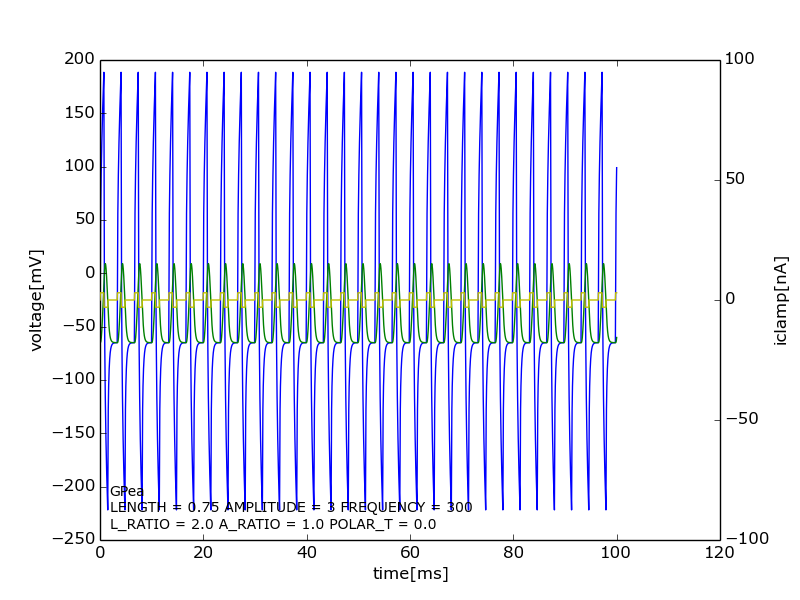 200
150
100
50
0
−50
−100
−150
−200
−250
voltage[mV]
100
50
0
−50
−100
iclamp[nA]
GPea
LENGTH = 0.75 AMPLITUDE = 3 FREQUENCY = 300
L_RATIO = 2.0 A_RATIO = 1.0 POLAR_T = 0.0
0 20 40 60 80 100 120
time[ms]